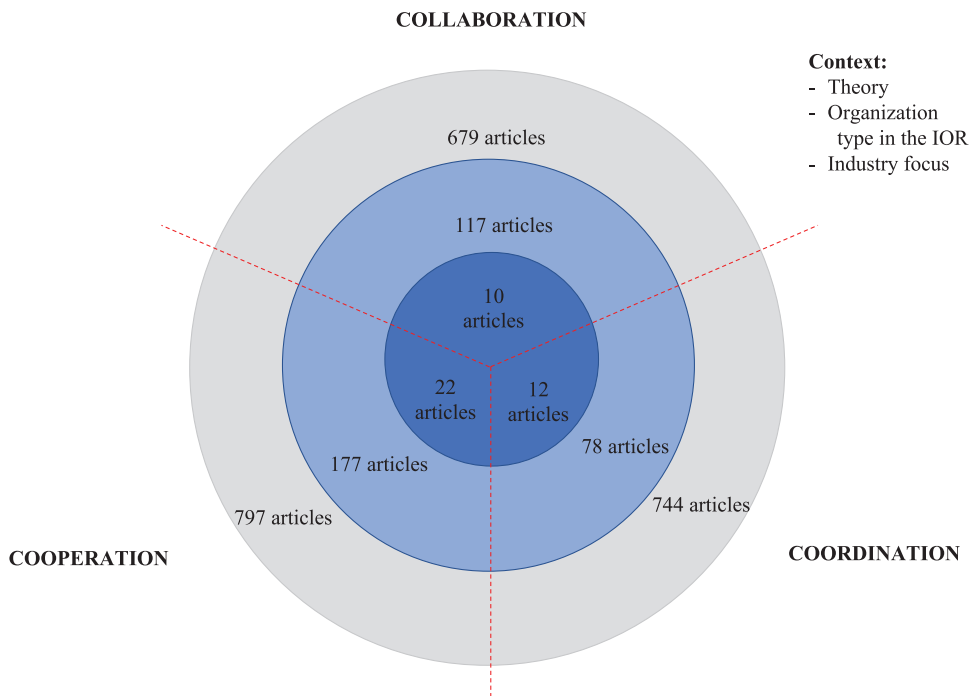 COLLABORATION
Context:
- Theory
- Organization
type in the IOR
- Industry focus
679 articles
117 articles
10
articles
22
articles
12
articles
177 articles
78 articles
797 articles
744 articles
COOPERATION
COORDINATION